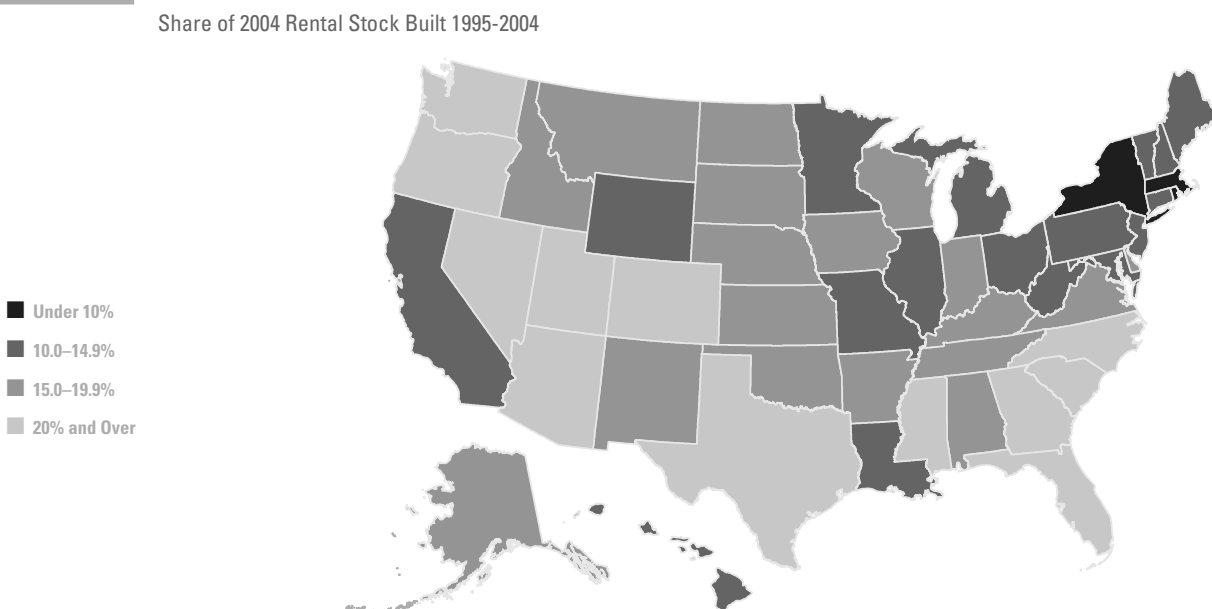 Share of 2004 Rental Stock Built 1995-2004
Under 10%
10.0–14.9%
15.0–19.9%
20% and Over